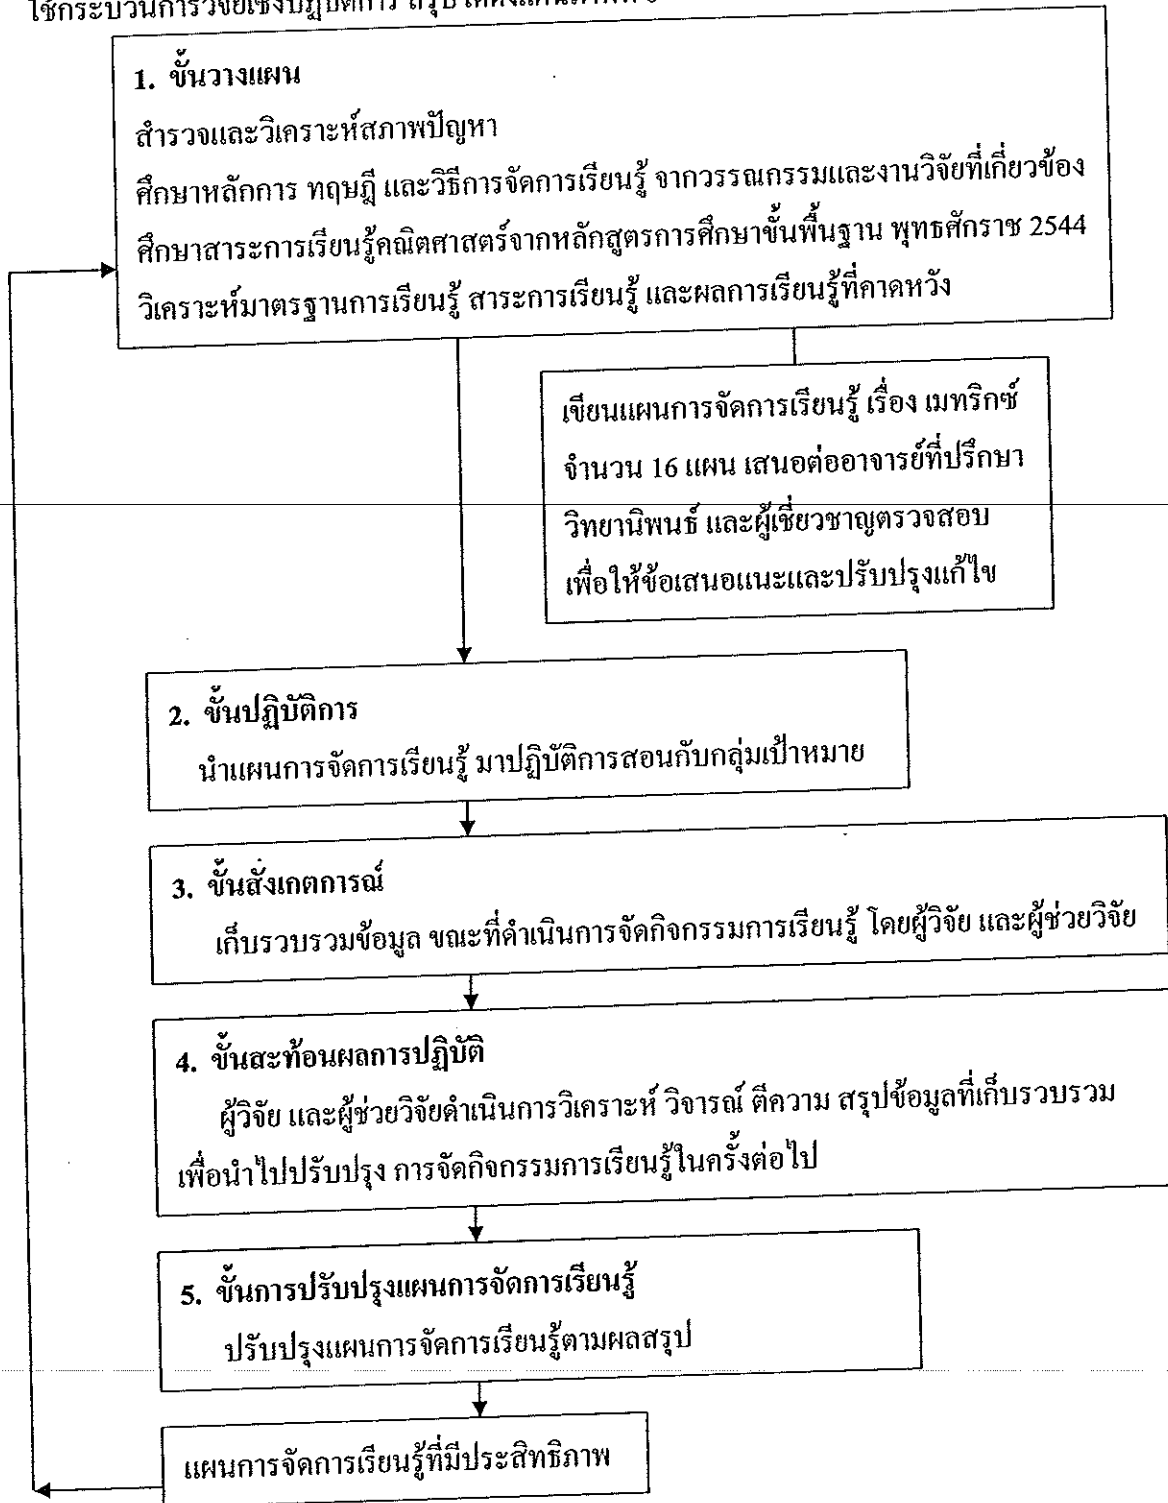 ใช้กระบวนการวิจัยเชิงปฏิบัติการ
1. ขั้นวางแผน
สำรวจและวิเคราะห์สภาพปัญหา
ศึกษาหลักการ ทฤษฎี และวิธีการจัดการเรียนรู้ จากวรรณกรรมและงานวิจัยที่เกี่ยวข้อง
ศึกษาสาระการเรียนรู้คณิตศาสตร์จากหลักสูตรการศึกษาขั้นพื้นฐาน พุทธศักราช 2544
วิเคราะห์มาตรฐานการเรียนรู้ สาระการเรียนรู้ และผลการเรียนรู้ที่คาดหวัง
เขียนแผนการจัดการเรียนรู้ เรื่อง เมทริกซ์
จำนวน 16 แผน เสนอต่ออาจารย์ที่ปรึกษา
วิทยานิพนธ์ และผู้เชี่ยวชาญตรวจสอบ
เพื่อให้ข้อเสนอแนะและปรับปรุงแก้ไข
2. ขั้นปฏิบัติการ
นำแผนการจัดการเรียนรู้ มาปฏิบัติการสอนกับกลุ่มเป้าหมาย
3. ขั้นสังเกตการณ์
เก็บรวบรวมข้อมูล ขณะที่ดำเนินการจัดกิจกรรมการเรียนรู้ โดยผู้วิจัย และผู้ช่วยวิจัย
4. ขั้นสะท้อนผลการปฏิบัติ
ผู้วิจัย และผู้ช่วยวิจัยดำเนินการวิเคราะห์ วิจารณ์ ตีความ สรุปข้อมูลที่เก็บรวบรวม
เพื่อนำไปปรับปรุง การจัดกิจกรรมการเรียนรู้ในครั้งต่อไป
5. ขั้นการปรับปรุงแผนการจัดการเรียนรู้
ปรับปรุงแผนการจัดการเรียนรู้ตามผลสรุป
แผนการจัดการเรียนรู้ที่มีประสิทธิภาพ